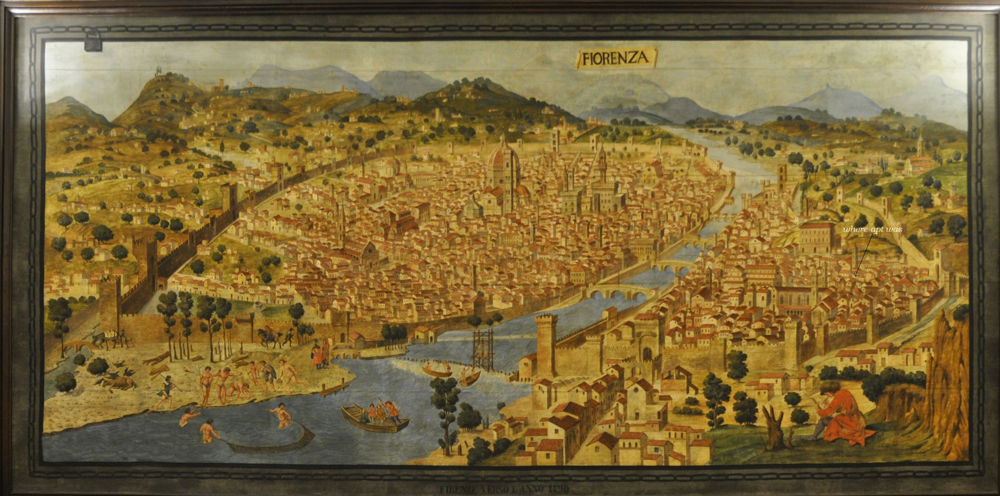 FIORENZA
where apt was
FIRENZE VERSO L'ANNO 1490